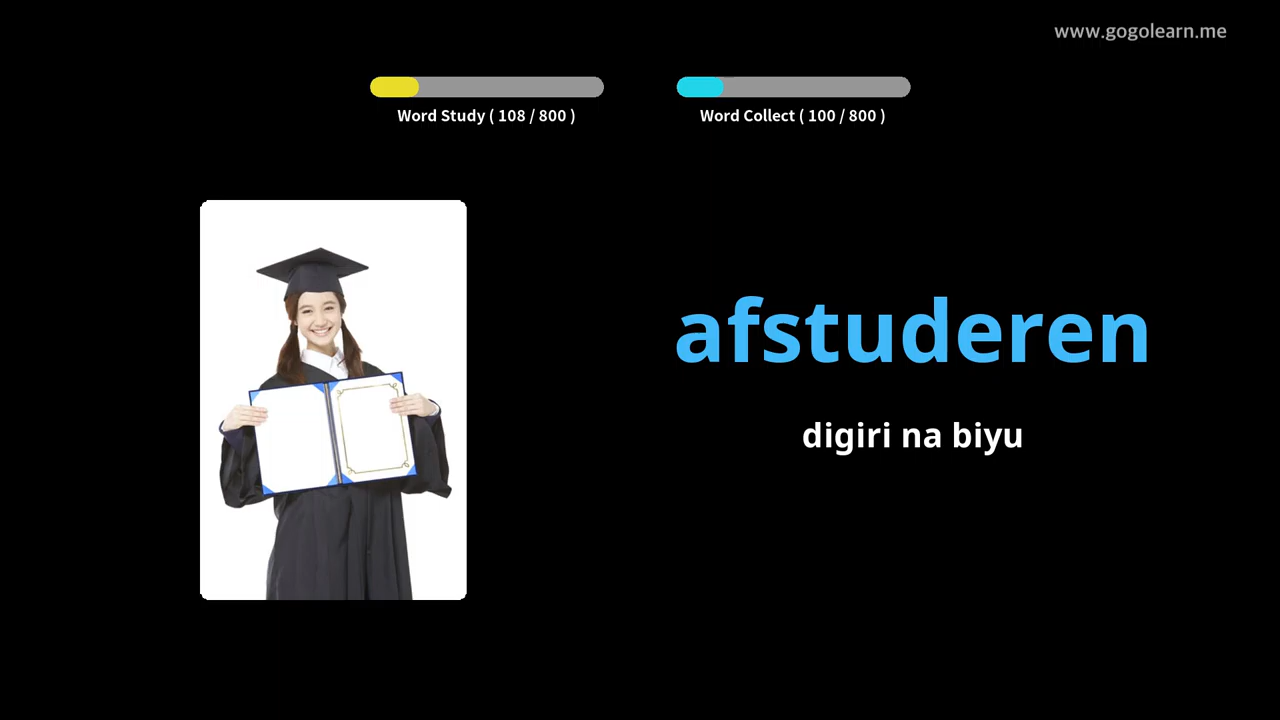 www.gogolearn.me
Word Study ( 108 / 800 )
Word Collect ( 100 / 800 )
afstuderen
digiri na biyu